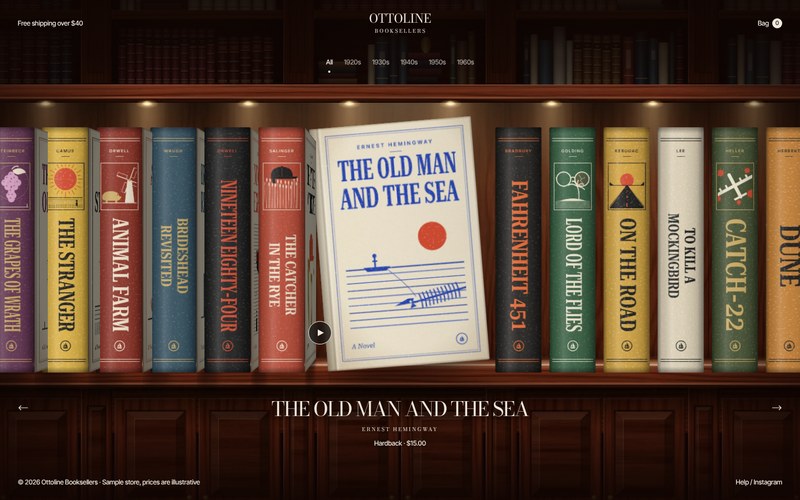 Free shipping over $40
OTTOLINE
BOOKSELLERS
Bag 0
All 1920s 1930s 1940s 1950s 1960s
THE GRAPES OF WRATH
CAMUS
THE STRANGER
ORWELL
ANIMAL FARM
WAUGH
BRIDESHEAD
REVISITED
ORWELL
NINETEEN EIGHTY-FOUR
SALINGER
THE CATCHER
IN THE RYE
ERNEST HEMINGWAY
THE OLD MAN
AND THE SEA
A Novel
BRADBURY
FAHRENHEIT 451
GOLDING
LORD OF THE FLIES
KEROUAC
ON THE ROAD
LEE
TO KILL A
MOCKINGBIRD
HELLER
CATCH-22
DUNE
← →
THE OLD MAN AND THE SEA
ERNEST HEMINGWAY
Hardback · $15.00
© 2026 Ottoline Booksellers · Sample store, prices are illustrative
Help / Instagram